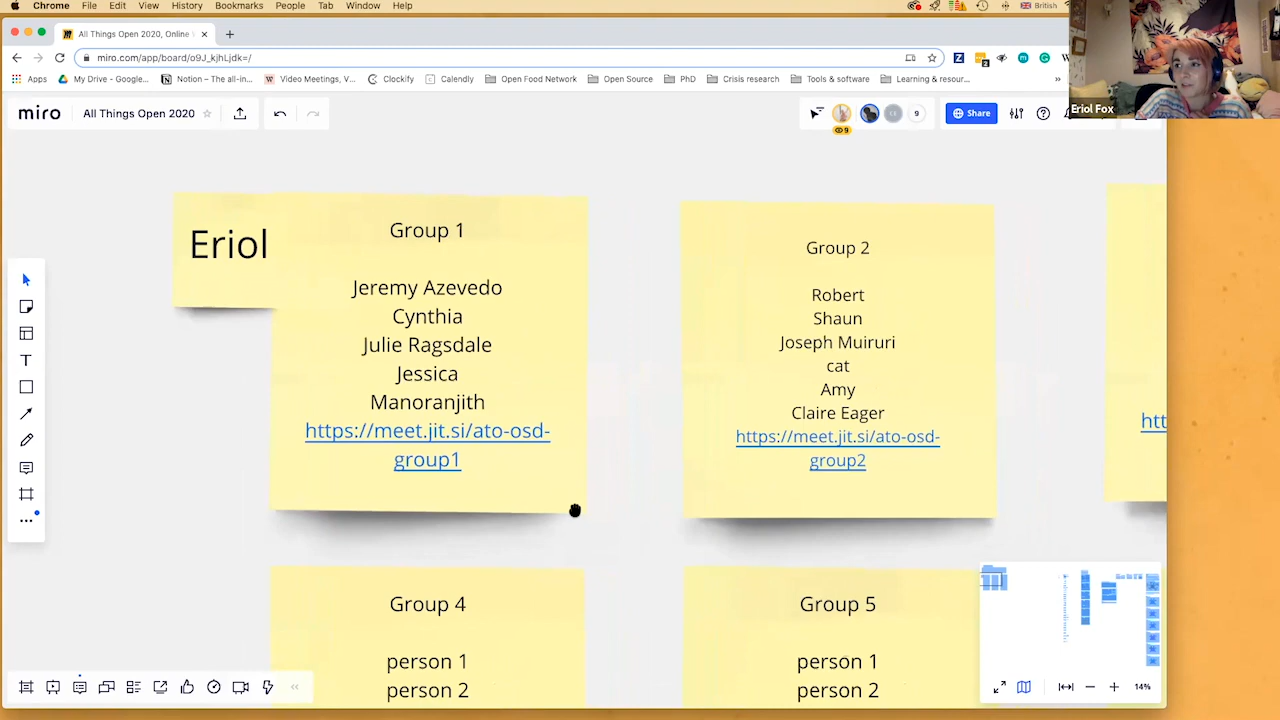 Chrome File Edit View History Bookmarks People Tab Window Help
British
All Things Open 2020, Online
miro.com/app/board/o9J_kjhLjdk=/
Apps My Drive - Google... Notion – The all-in... Video Meetings, V... Clockify Calendly Open Food Network Open Source PhD Crisis research Tools & software Learning & resour... »
Eriol Fox
miro All Things Open 2020 9 Share
9
Eriol
Group 1
Jeremy Azevedo
Cynthia
Julie Ragsdale
Jessica
Manoranjith
https://meet.jit.si/ato-osd-
group1
Group 2
Robert
Shaun
Joseph Muiruri
cat
Amy
Claire Eager
https://meet.jit.si/ato-osd-
group2
htt
Group 4
person 1
person 2
Group 5
person 1
person 2
14%